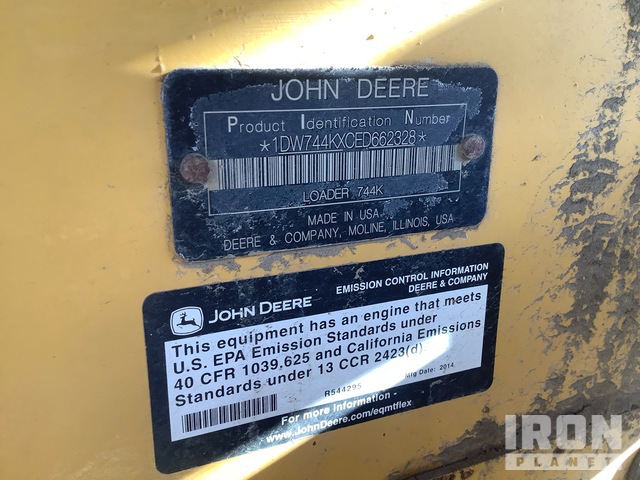 JOHN DEERE
Product Identification Number
*1DW744KXCED662328*
LOADER 744K
MADE IN USA
DEERE & COMPANY, MOLINE, ILLINOIS, USA
JOHN DEERE
EMISSION CONTROL INFORMATION
DEERE & COMPANY
This equipment has an engine that meets
U.S. EPA Emission Standards under
40 CFR 1039.625 and California Emissions
Standards under 13 CCR 2423(d)
R544295
Mfg Date: 2014
For more information -
www.JohnDeere.com/eqmtflex
IRON
PLANET